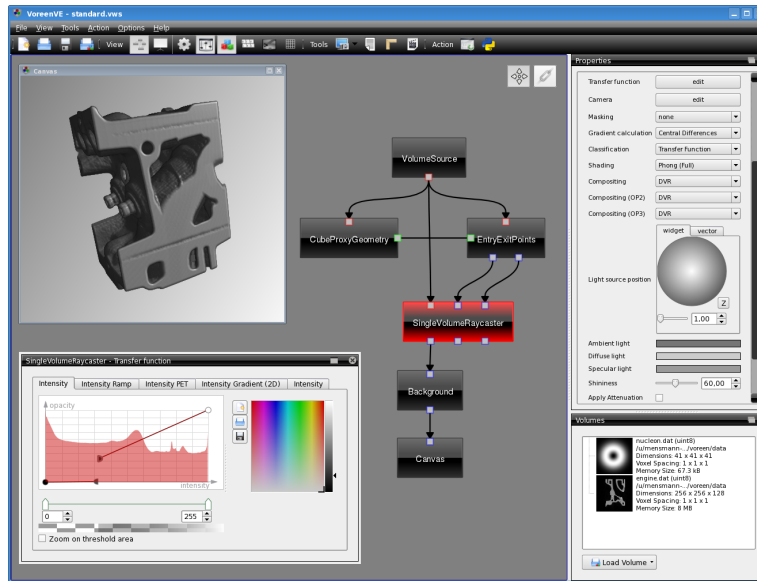 VoreenVE - standard.vws
File View Tools Action Options Help
View Tools Action
Canvas
VolumeSource
CubeProxyGeometry
EntryExitPoints
SingleVolumeRaycaster
Background
Canvas
SingleVolumeRaycaster - Transfer function
Intensity Intensity Ramp Intensity PET Intensity Gradient (2D) Intensity
opacity
intensity
0 255
Zoom on threshold area
Properties
Transfer function edit
Camera edit
Masking none
Gradient calculation Central Differences
Classification Transfer Function
Shading Phong (Full)
Compositing DVR
Compositing (OP2) DVR
Compositing (OP3) DVR
widget vector
Light source position
Z
1.00
Ambient light
Diffuse light
Specular light
Shininess 60.00
Apply Attenuation
Volumes
nucleon.dat (uint8)
/u/mensmann-.../voreen/data
Dimensions: 41 x 41 x 41
Voxel Spacing: 1 x 1 x 1
Memory Size: 67.3 kB
engine.dat (uint8)
/u/mensmann-.../voreen/data
Dimensions: 256 x 256 x 128
Voxel Spacing: 1 x 1 x 1
Memory Size: 8 MB
Load Volume